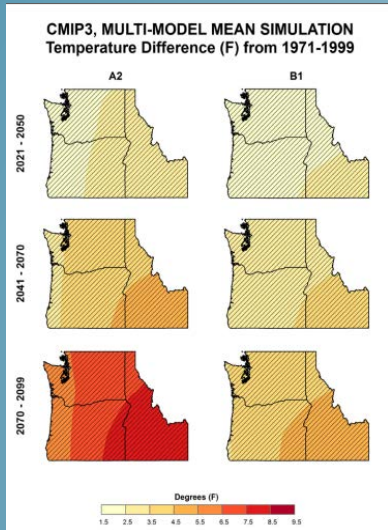 CMIP3, MULTI-MODEL MEAN SIMULATION
Temperature Difference (F) from 1971-1999
A2
B1
2021 - 2050
2041 - 2070
2070 - 2099
Degrees (F)
1.5 2.5 3.5 4.5 5.5 6.5 7.5 8.5 9.5